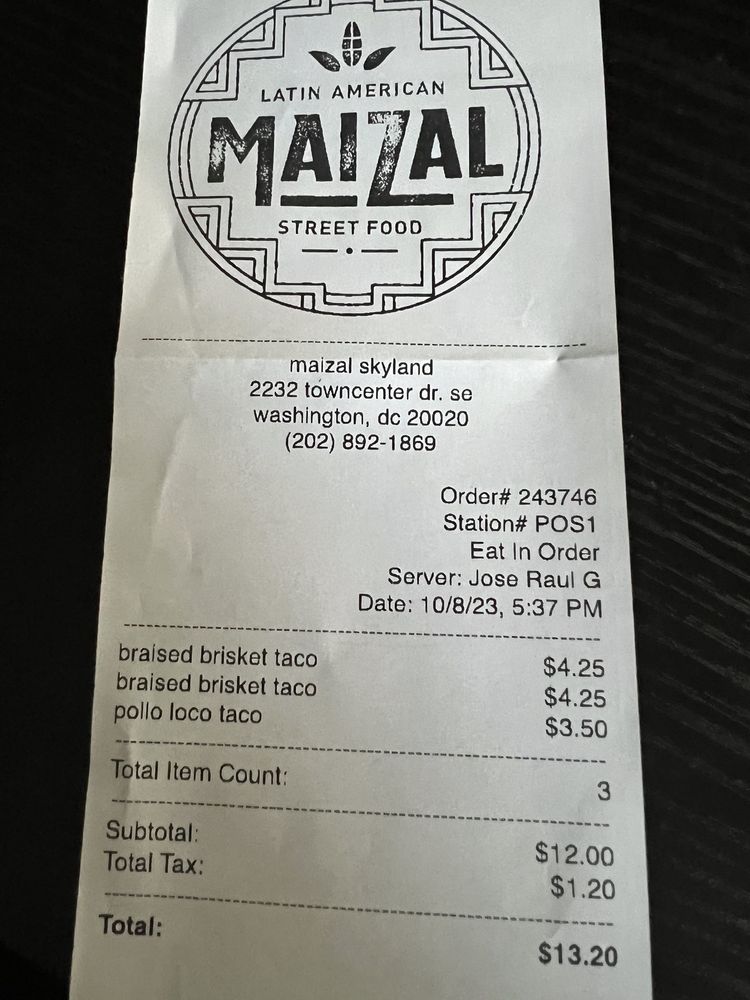 LATIN AMERICAN
MAIZAL
STREET FOOD
maizal skyland
2232 towncenter dr. se
washington, dc 20020
(202) 892-1869
Order# 243746
Station# POS1
Eat In Order
Server: Jose Raul G
Date: 10/8/23, 5:37 PM
braised brisket taco $4.25
braised brisket taco $4.25
pollo loco taco $3.50
Total Item Count: 3
Subtotal: $12.00
Total Tax: $1.20
Total: $13.20